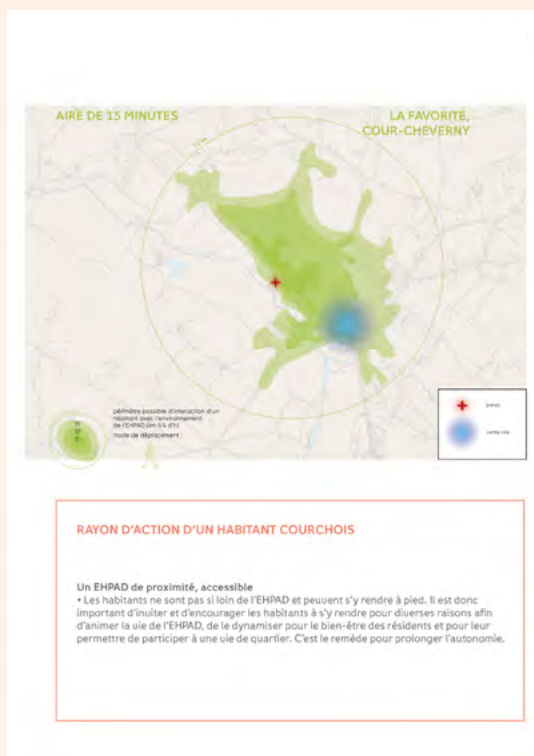 AIRE DE 15 MINUTES
LA FAVORITE,
COUR-CHEVERNY
périmètre possible d'interaction d'un
habitant avec l'environnement
de l'EHPAD (en 1/4 d'h)
mode de déplacement
RAYON D'ACTION D'UN HABITANT COURCHOIS
Un EHPAD de proximité, accessible
• Les habitants ne sont pas si loin de l'EHPAD et peuvent s'y rendre à pied. Il est donc
important d'inviter et d'encourager les habitants à s'y rendre pour diverses raisons afin
d'animer la vie de l'EHPAD, de le dynamiser pour le bien-être des résidents et pour leur
permettre de participer à une vie de quartier. C'est le remède pour prolonger l'autonomie.